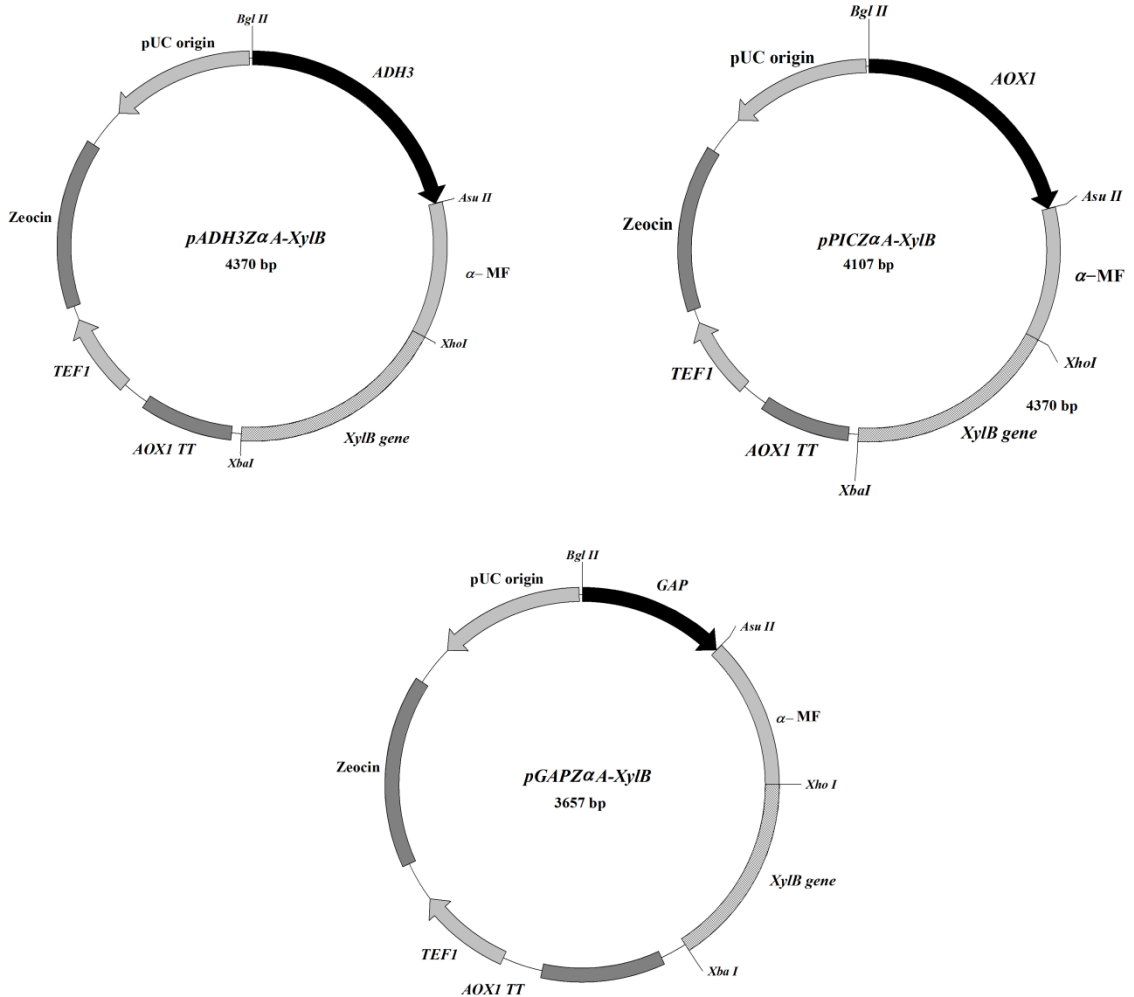 Bgl II
pUC origin
ADH3
Asu II
Zeocin
pADH3ZαA-XylB
4370 bp
α– MF
XhoI
TEF1
XylB gene
AOX1 TT
XbaI
Bgl II
pUC origin
AOX1
Asu II
Zeocin
pPICZαA-XylB
4107 bp
α–MF
XhoI
TEF1
4370 bp
XylB gene
AOX1 TT
XbaI
Bgl II
pUC origin
GAP
Asu II
α– MF
Zeocin
pGAPZαA-XylB
3657 bp
Xho I
XylB gene
TEF1
Xba I
AOX1 TT